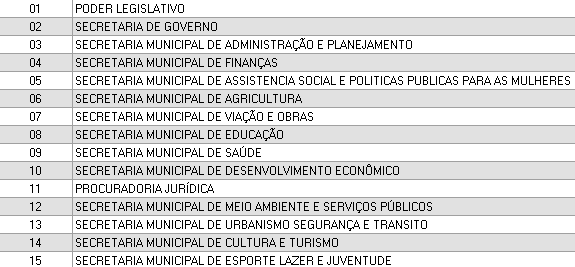 01 PODER LEGISLATIVO
02 SECRETARIA DE GOVERNO
03 SECRETARIA MUNICIPAL DE ADMINISTRAÇÃO E PLANEJAMENTO
04 SECRETARIA MUNICIPAL DE FINANÇAS
05 SECRETARIA MUNICIPAL DE ASSISTENCIA SOCIAL E POLITICAS PUBLICAS PARA AS MULHERES
06 SECRETARIA MUNICIPAL DE AGRICULTURA
07 SECRETARIA MUNICIPAL DE VIAÇÃO E OBRAS
08 SECRETARIA MUNICIPAL DE EDUCAÇÃO
09 SECRETARIA MUNICIPAL DE SAÚDE
10 SECRETARIA MUNICIPAL DE DESENVOLVIMENTO ECONÔMICO
11 PROCURADORIA JURÍDICA
12 SECRETARIA MUNICIPAL DE MEIO AMBIENTE E SERVIÇOS PÚBLICOS
13 SECRETARIA MUNICIPAL DE URBANISMO SEGURANÇA E TRANSITO
14 SECRETARIA MUNICIPAL DE CULTURA E TURISMO
15 SECRETARIA MUNICIPAL DE ESPORTE LAZER E JUVENTUDE